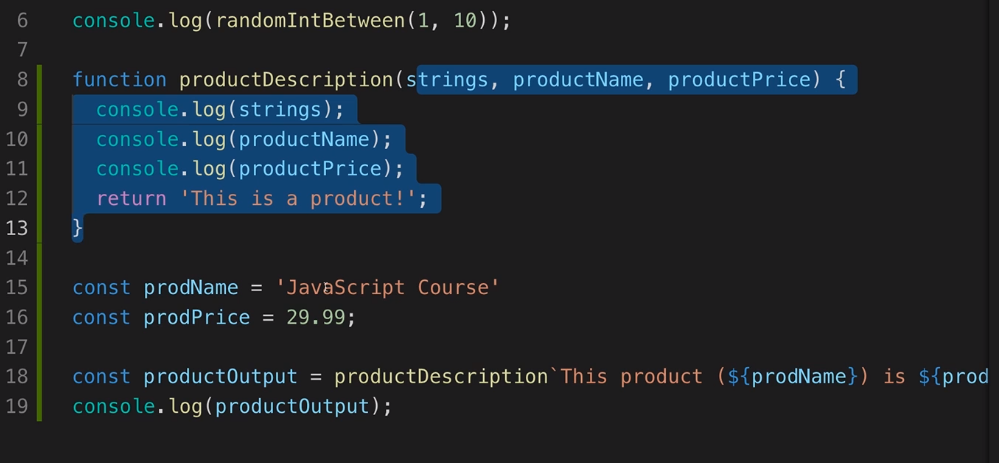 6 console.log(randomIntBetween(1, 10));
7
8 function productDescription(strings, productName, productPrice) {
9 console.log(strings);
10 console.log(productName);
11 console.log(productPrice);
12 return 'This is a product!';
13 }
14
15 const prodName = 'JavaScript Course'
16 const prodPrice = 29.99;
17
18 const productOutput = productDescription`This product (${prodName}) is ${prod
19 console.log(productOutput);